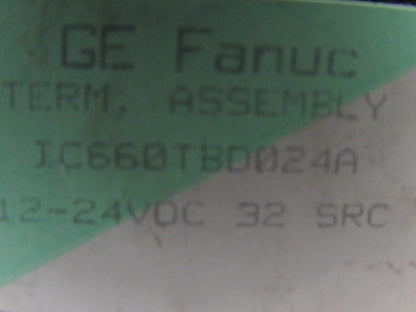 GE Fanuc
TERM. ASSEMBLY
IC660TBD024A
12-24VDC 32 SRC